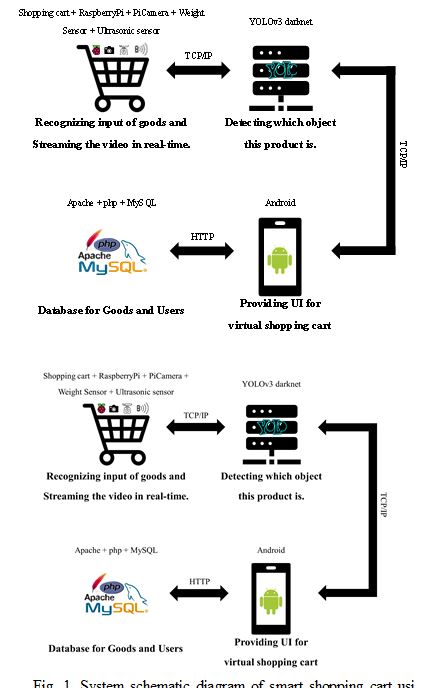 Shopping cart + RaspberryPi + PiCamera + Weight
Sensor + Ultrasonic sensor
YOLOv3 darknet
B
TCP/IP
YOLO
Recognizing input of goods and
Streaming the video in real-time.
Detecting which object
this product is.
TCP/IP
Apache + php + MySQL
Android
php
Apache
MySQL
HTTP
Database for Goods and Users
Providing UI for
virtual shopping cart
Shopping cart + RaspberryPi + PiCamera +
Weight Sensor + Ultrasonic sensor
YOLOv3 darknet
B
TCP/IP
YOLO
Recognizing input of goods and
Streaming the video in real-time.
Detecting which object
this product is.
TCP/IP
Apache + php + MySQL
Android
php
Apache
MySQL
HTTP
Database for Goods and Users
Providing UI for
virtual shopping cart
Fig. 1. System schematic diagram of smart shopping cart usi